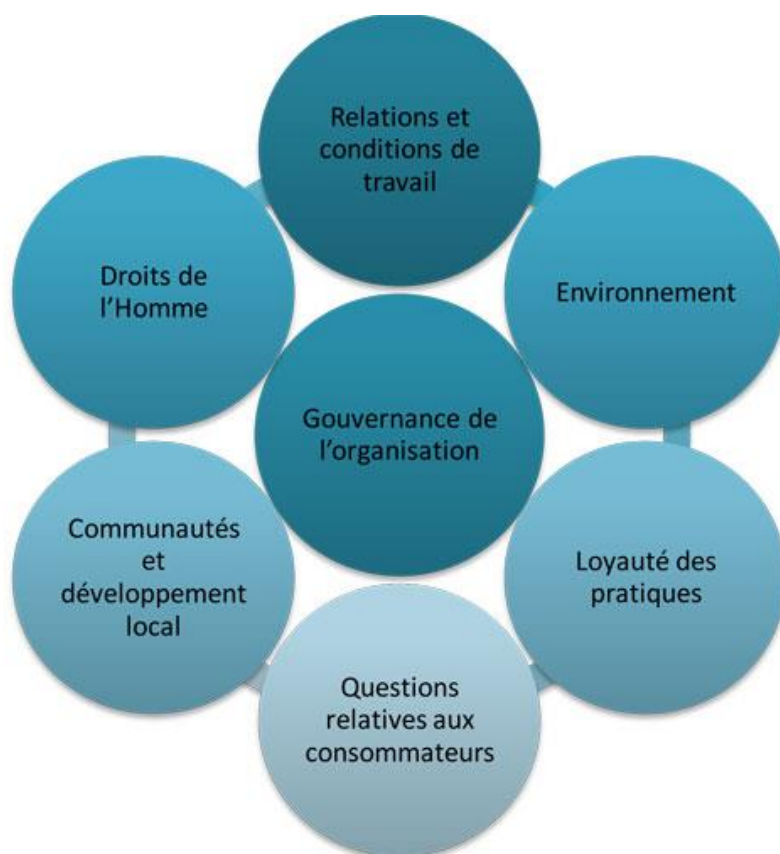 Relations et
conditions de
travail
Droits de
l’Homme
Environnement
Gouvernance de
l’organisation
Communautés
et
développement
local
Loyauté des
pratiques
Questions
relatives aux
consommateurs